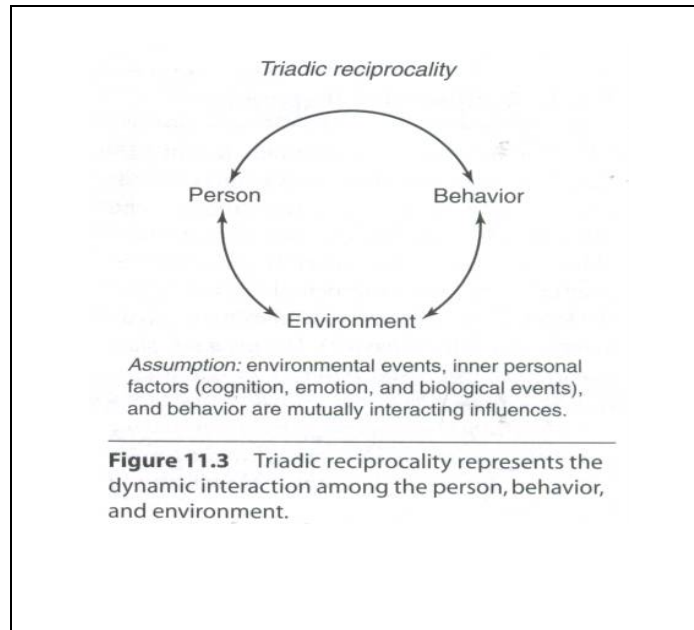 Triadic reciprocality
Person
Behavior
Environment
Assumption: environmental events, inner personal
factors (cognition, emotion, and biological events),
and behavior are mutually interacting influences.
Figure 11.3 Triadic reciprocality represents the
dynamic interaction among the person, behavior,
and environment.